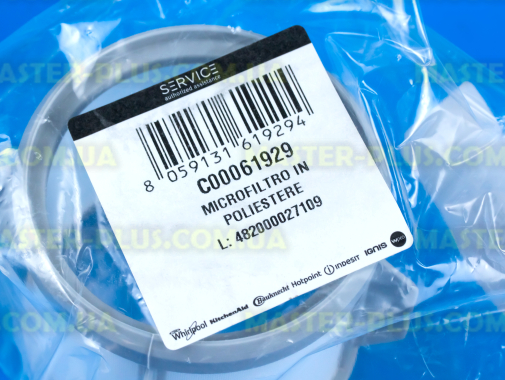 SERVICE
authorized assistance
8 059131 619294
C00061929
MICROFILTRO IN
POLIESTERE
L: 482000027109
Whirlpool KitchenAid Bauknecht Hotpoint INDESIT IGNIS
MASTER-PLUS.COM.UA